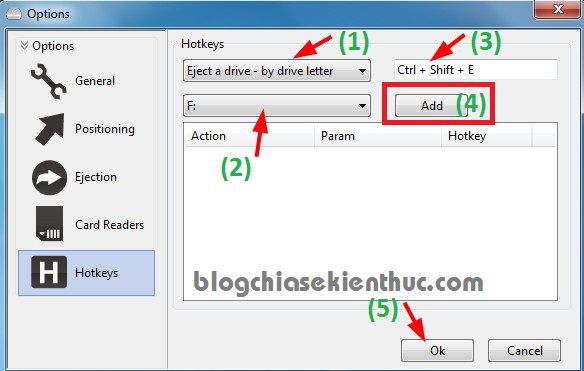 Options
Options
General
Positioning
Ejection
Card Readers
H
Hotkeys
Hotkeys
(1)
(3)
Eject a drive - by drive letter
Ctrl + Shift + E
F:
Add
(4)
(2)
Action Param Hotkey
blogchiasekienthuc.com
(5)
Ok Cancel